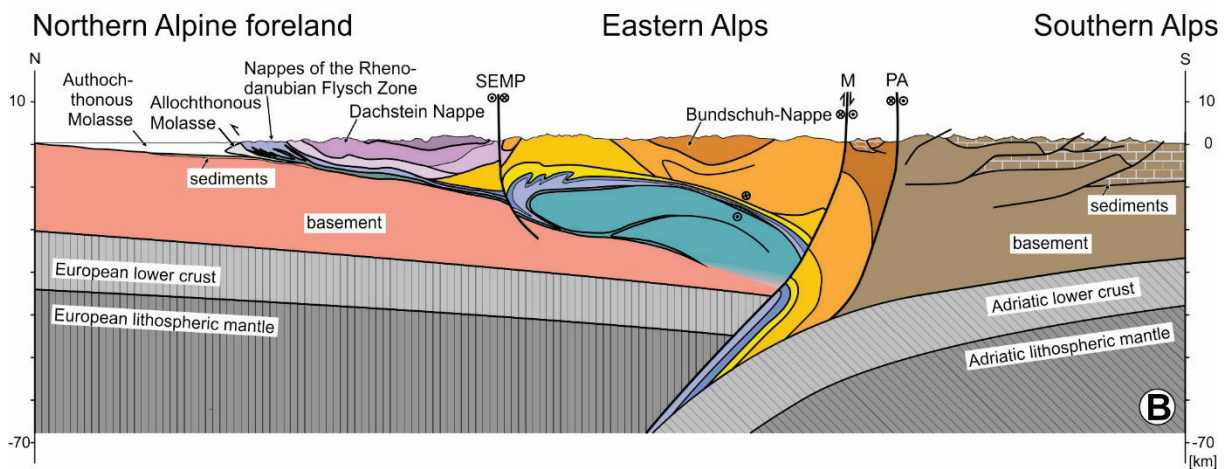 Northern Alpine foreland
Eastern Alps
Southern Alps
N
S
Authoch-
thonous
Molasse
Allochthonous
Molasse
Nappes of the Rheno-
danubian Flysch Zone
Dachstein Nappe
SEMP
Bundschuh-Nappe
M
PA
10
10
0
sediments
sediments
basement
basement
European lower crust
European lithospheric mantle
Adriatic lower crust
Adriatic lithospheric mantle
B
-70
-70
[km]